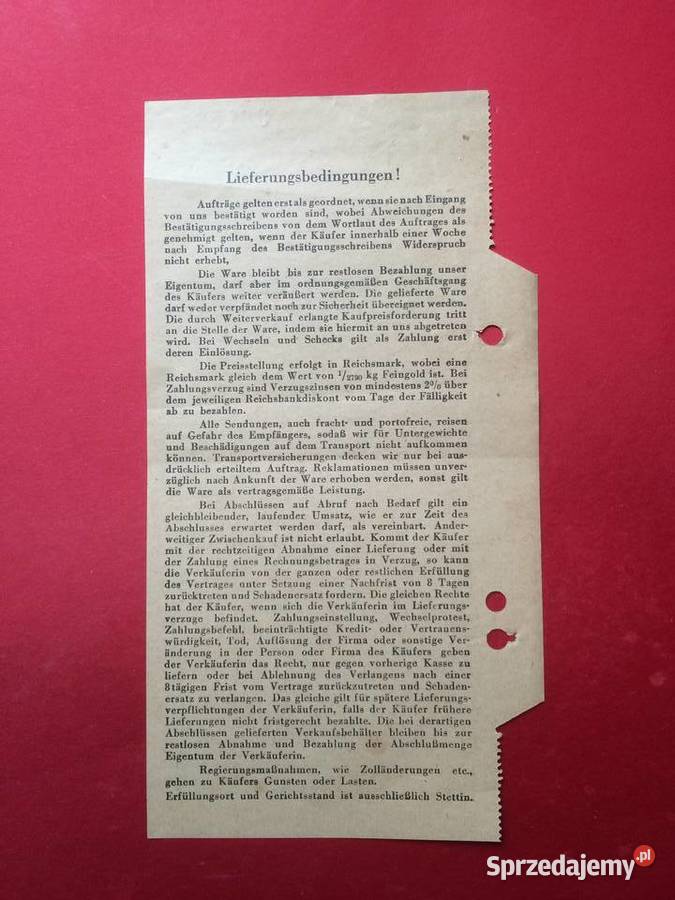 Lieferungsbedingungen!
Aufträge gelten erst als geordnet, wenn sie nach Eingang
von uns bestätigt worden sind, wobei Abweichungen des
Bestätigungsschreibens von dem Wortlaut des Auftrages als
genehmigt gelten, wenn der Käufer innerhalb einer Woche
nach Empfang des Bestätigungsschreibens Widerspruch
nicht erhebt,
Die Ware bleibt bis zur restlosen Bezahlung unser
Eigentum, darf aber im ordnungsgemäßen Geschäftsgang
des Käufers weiter veräußert werden. Die gelieferte Ware
darf weder verpfändet noch zur Sicherheit übereignet werden.
Die durch Weiterverkauf erlangte Kaufpreisforderung tritt
an die Stelle der Ware, indem sie hiermit an uns abgetreten
wird. Bei Wechseln und Schecks gilt als Zahlung erst
deren Einlösung.
Die Preisstellung erfolgt in Reichsmark, wobei eine
Reichsmark gleich dem Wert von 1/2790 kg Feingold ist. Bei
Zahlungsverzug sind Verzugszinsen von mindestens 2% über
dem jeweiligen Reichsbankdiskont vom Tage der Fälligkeit
ab zu bezahlen.
Alle Sendungen, auch fracht- und portofreie, reisen
auf Gefahr des Empfängers, sodaß wir für Untergewichte
und Beschädigungen auf dem Transport nicht aufkommen
können. Transportversicherungen decken wir nur bei aus-
drücklich erteiltem Auftrag. Reklamationen müssen unver-
züglich nach Ankunft der Ware erhoben werden, sonst gilt
die Ware als vertragsgemäße Leistung.
Bei Abschlüssen auf Abruf nach Bedarf gilt ein
gleichbleibender, laufender Umsatz, wie er zur Zeit des
Abschlusses erwartet werden darf, als vereinbart. Ander-
weitiger Zwischenkauf ist nicht erlaubt. Kommt der Käufer
mit der rechtzeitigen Abnahme einer Lieferung oder mit
der Zahlung eines Rechnungsbetrages in Verzug, so kann
die Verkäuferin von der ganzen oder restlichen Erfüllung
des Vertrages unter Setzung einer Nachfrist von 8 Tagen
zurücktreten und Schadenersatz fordern. Die gleichen Rechte
hat der Käufer, wenn sich die Verkäuferin im Lieferungs-
verzuge befindet. Zahlungseinstellung, Wechselprotest,
Zahlungsbefehl, beeinträchtigte Kredit- oder Vertrauens-
würdigkeit, Tod, Auflösung der Firma oder sonstige Ver-
änderung in der Person oder Firma des Käufers geben
der Verkäuferin das Recht, nur gegen vorherige Kasse zu
liefern oder bei Ablehnung des Verlangens nach einer
8tägigen Frist vom Vertrage zurückzutreten und Schaden-
ersatz zu verlangen. Das gleiche gilt für spätere Lieferungs-
verpflichtungen der Verkäuferin, falls der Käufer frühere
Lieferungen nicht fristgerecht bezahlte. Die bei derartigen
Abschlüssen gelieferten Verkaufsbehälter bleiben bis zur
restlosen Abnahme und Bezahlung der Abschlußmenge
Eigentum der Verkäuferin.
Regierungsmaßnahmen, wie Zolländerungen etc.,
gehen zu Käufers Gunsten oder Lasten.
Erfüllungsort und Gerichtsstand ist ausschließlich Stettin.
Sprzedajemy.pl